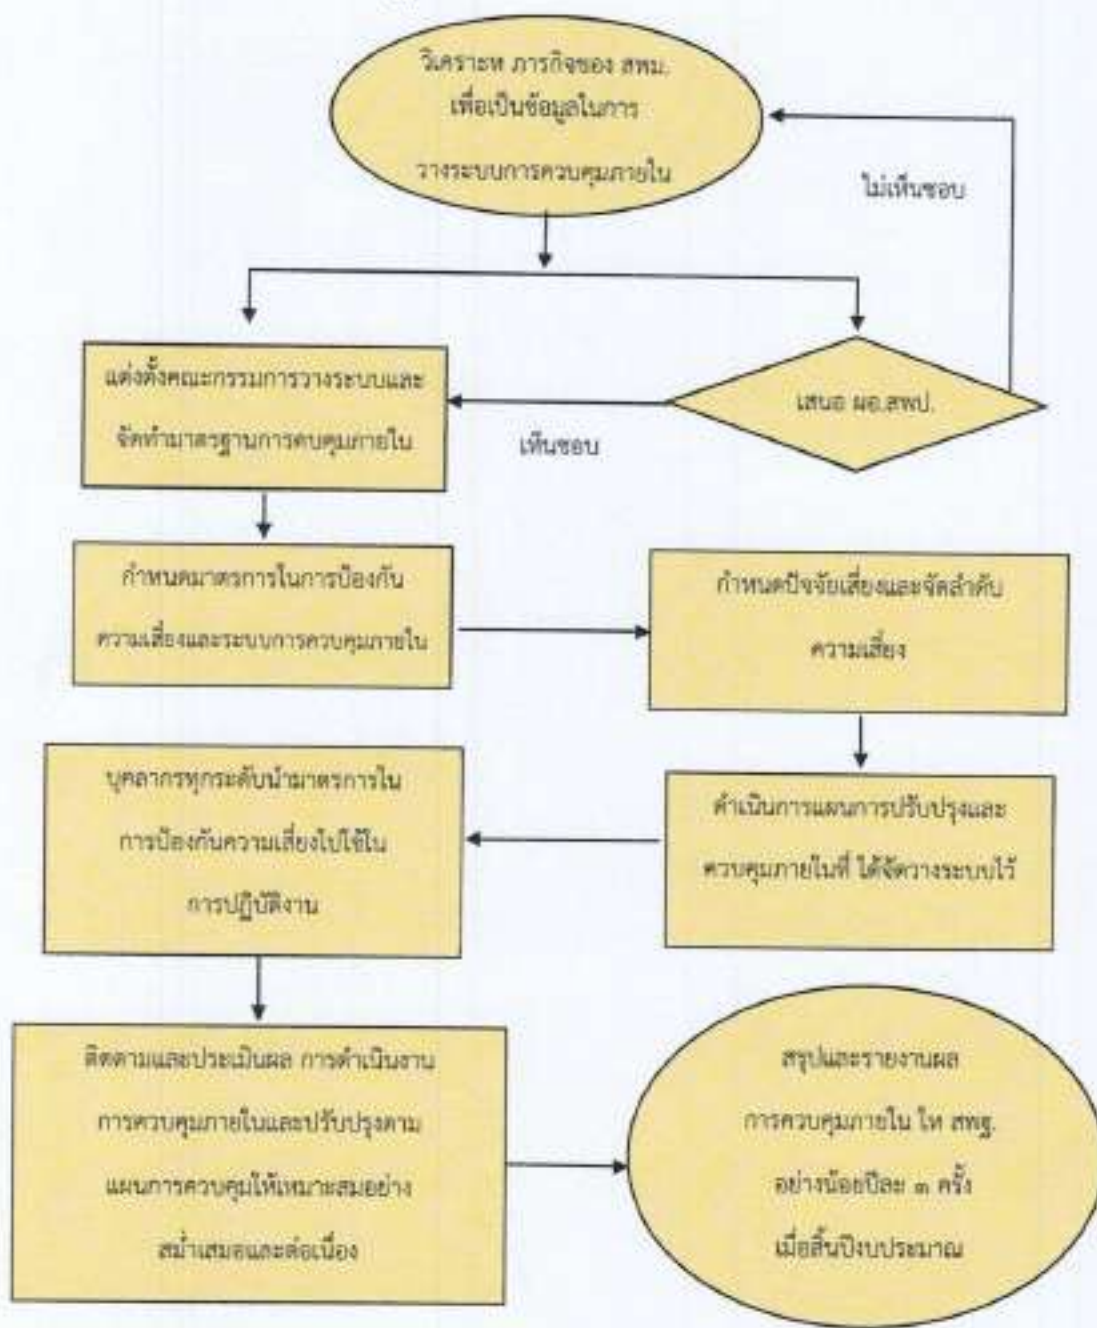 วิเคราะห ภารกิจของ สพม.
เพื่อเป็นข้อมูลในการ
วางระบบการควบคุมภายใน
ไม่เห็นชอบ
แต่งตั้งคณะกรรมการวางระบบและ
จัดทำมาตรฐานการควบคุมภายใน
เสนอ ผอ.สพป.
เห็นชอบ
กำหนดมาตรการในการป้องกัน
ความเสี่ยงและระบบการควบคุมภายใน
กำหนดปัจจัยเสี่ยงและจัดลำดับ
ความเสี่ยง
บุคลากรทุกระดับนำมาตรการใน
การป้องกันความเสี่ยงไปใช้ใน
การปฏิบัติงาน
ดำเนินการแผนการปรับปรุงและ
ควบคุมภายในที่ ได้จัดวางระบบไว้
ติดตามและประเมินผล การดำเนินงาน
การควบคุมภายในและปรับปรุงตาม
แผนการควบคุมให้เหมาะสมอย่าง
สม่ำเสมอและต่อเนื่อง
สรุปและรายงานผล
การควบคุมภายใน ให สพฐ.
อย่างน้อยปีละ ๑ ครั้ง
เมื่อสิ้นปีงบประมาณ